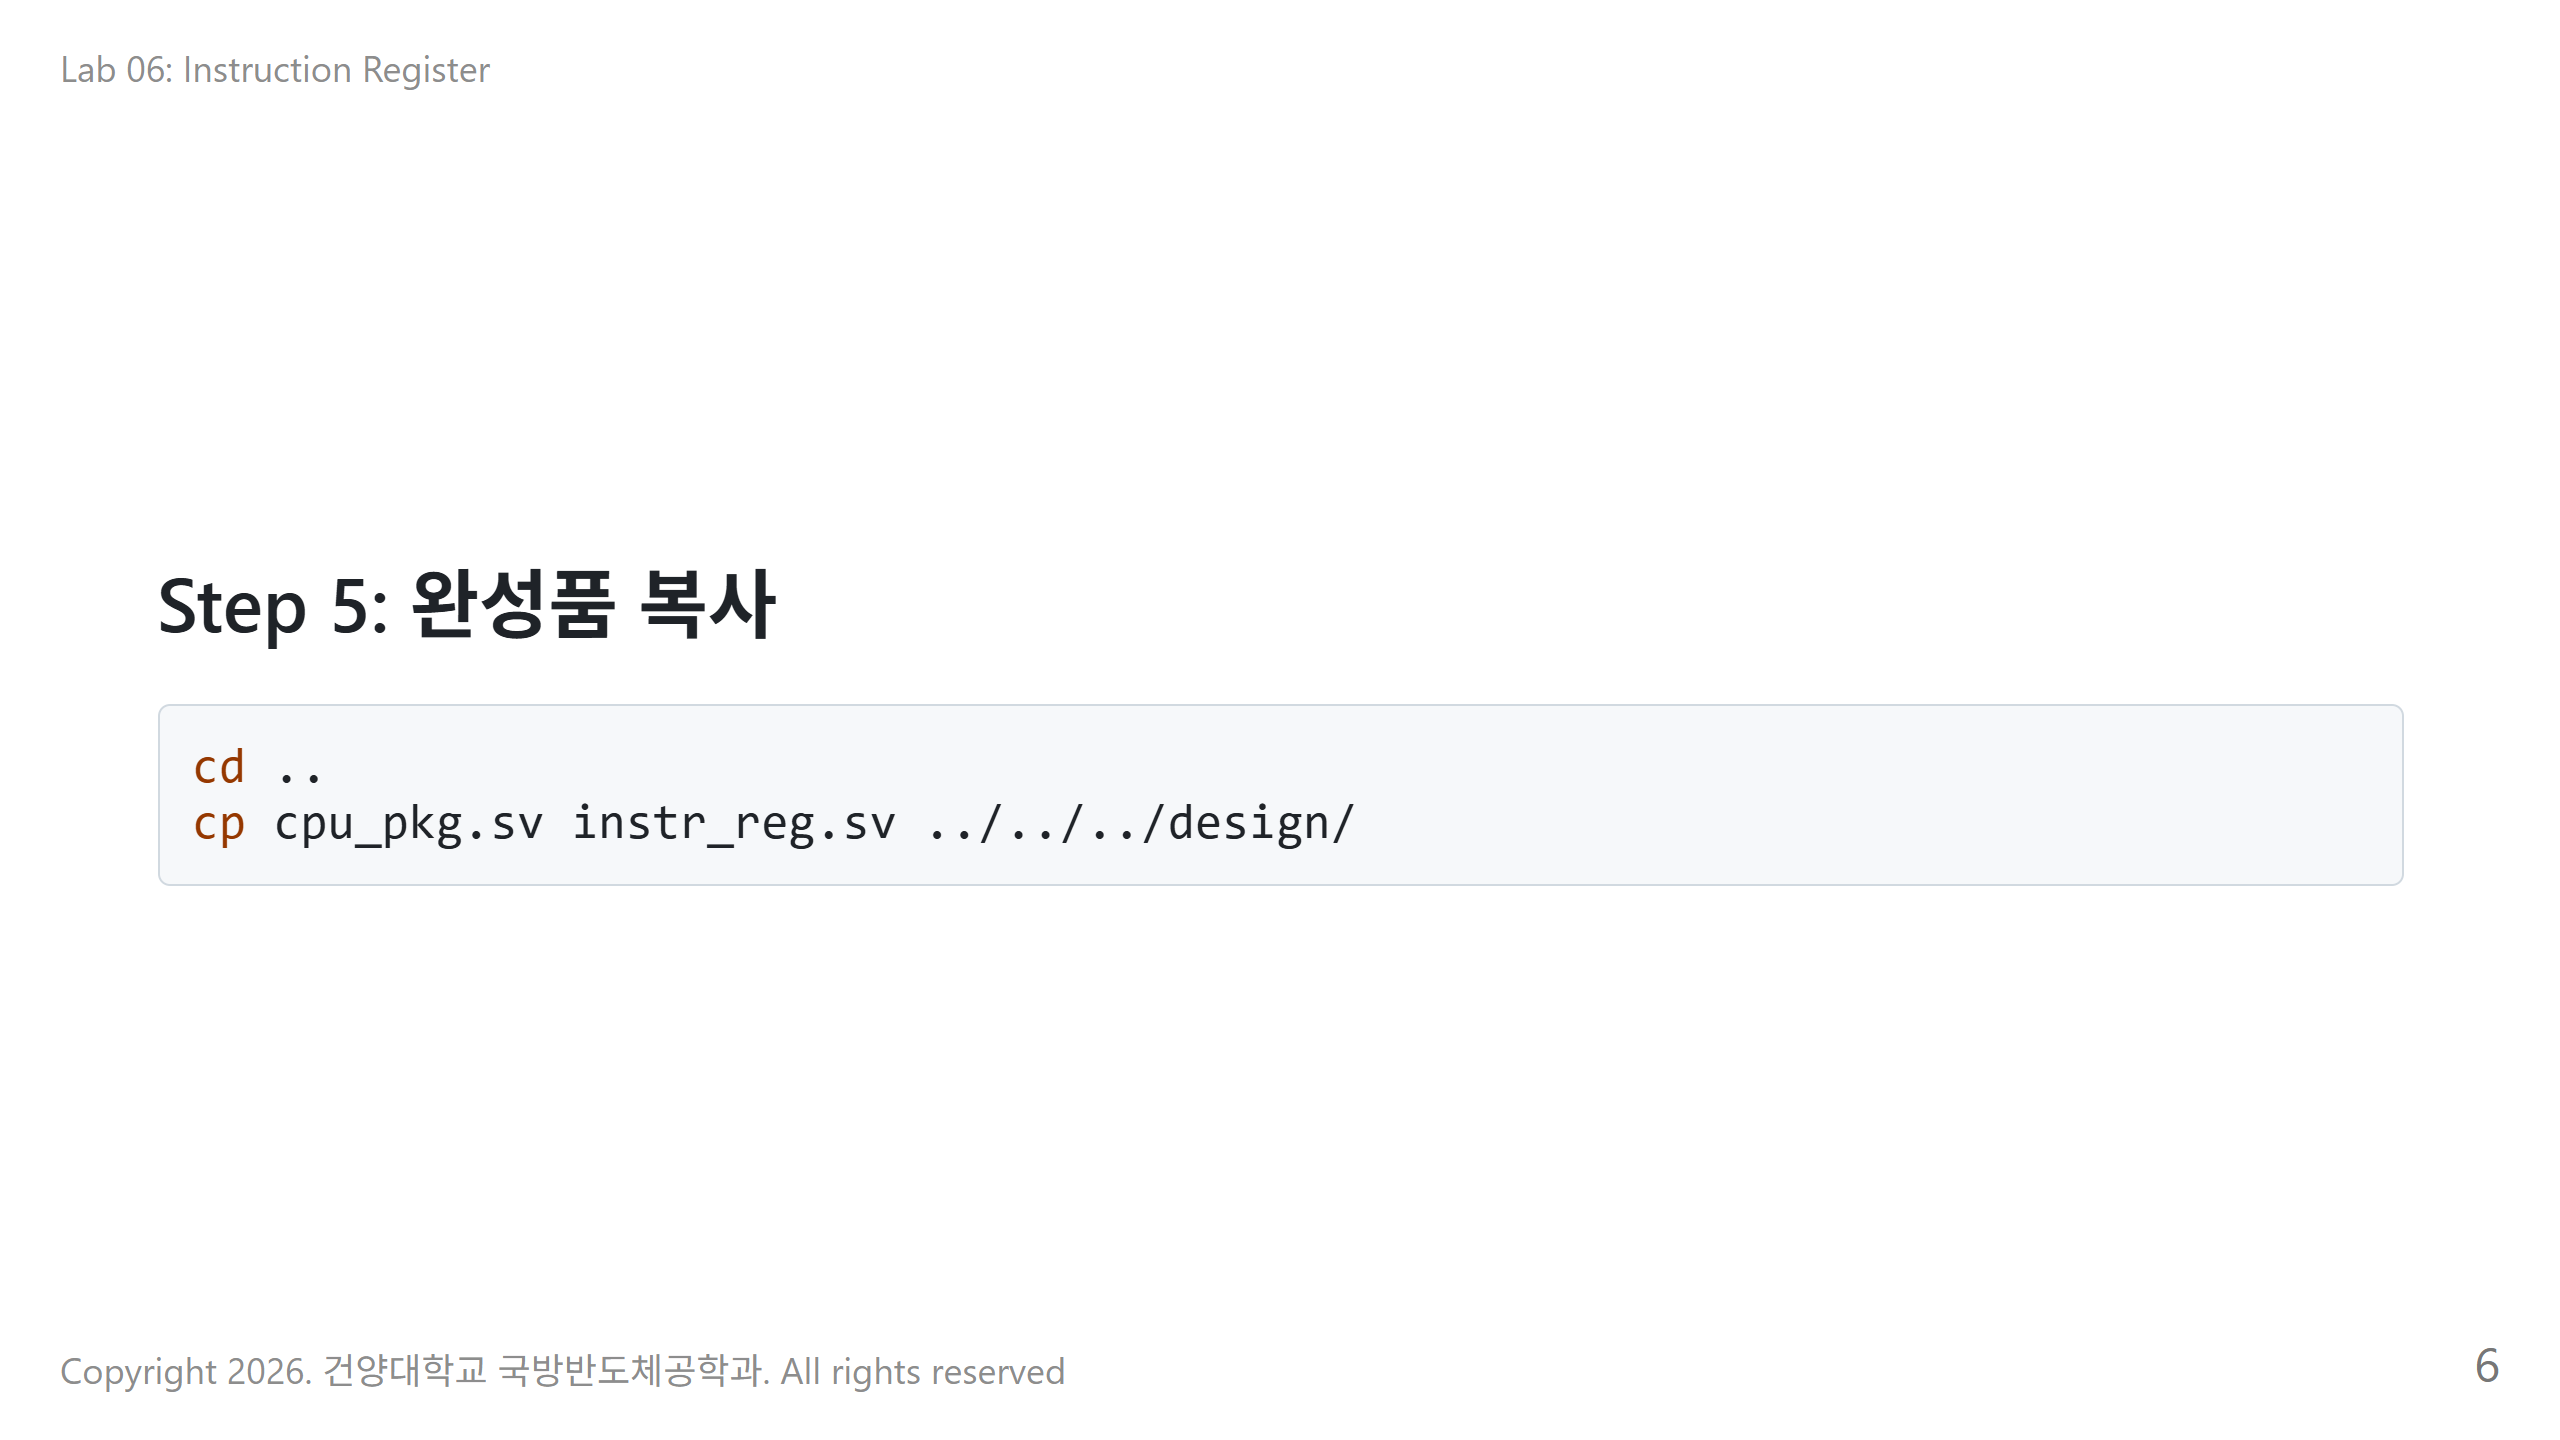 Lab 06: Instruction Register
Step 5: 완성품 복사
cd ..
cp cpu_pkg.sv instr_reg.sv ../../../design/
Copyright 2026. 건양대학교 국방반도체공학과. All rights reserved
6